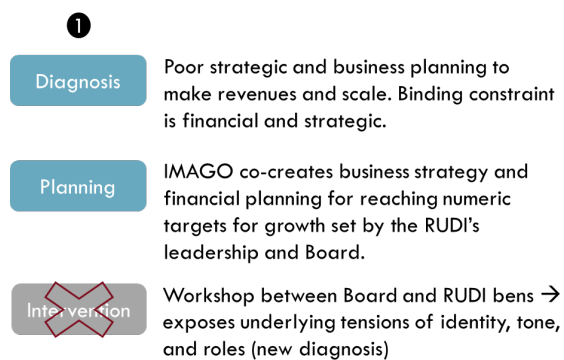 1
Diagnosis
Poor strategic and business planning to
make revenues and scale. Binding constraint
is financial and strategic.
Planning
IMAGO co-creates business strategy and
financial planning for reaching numeric
targets for growth set by the RUDI's
leadership and Board.
Intervention
Workshop between Board and RUDI bens →
exposes underlying tensions of identity, tone,
and roles (new diagnosis)